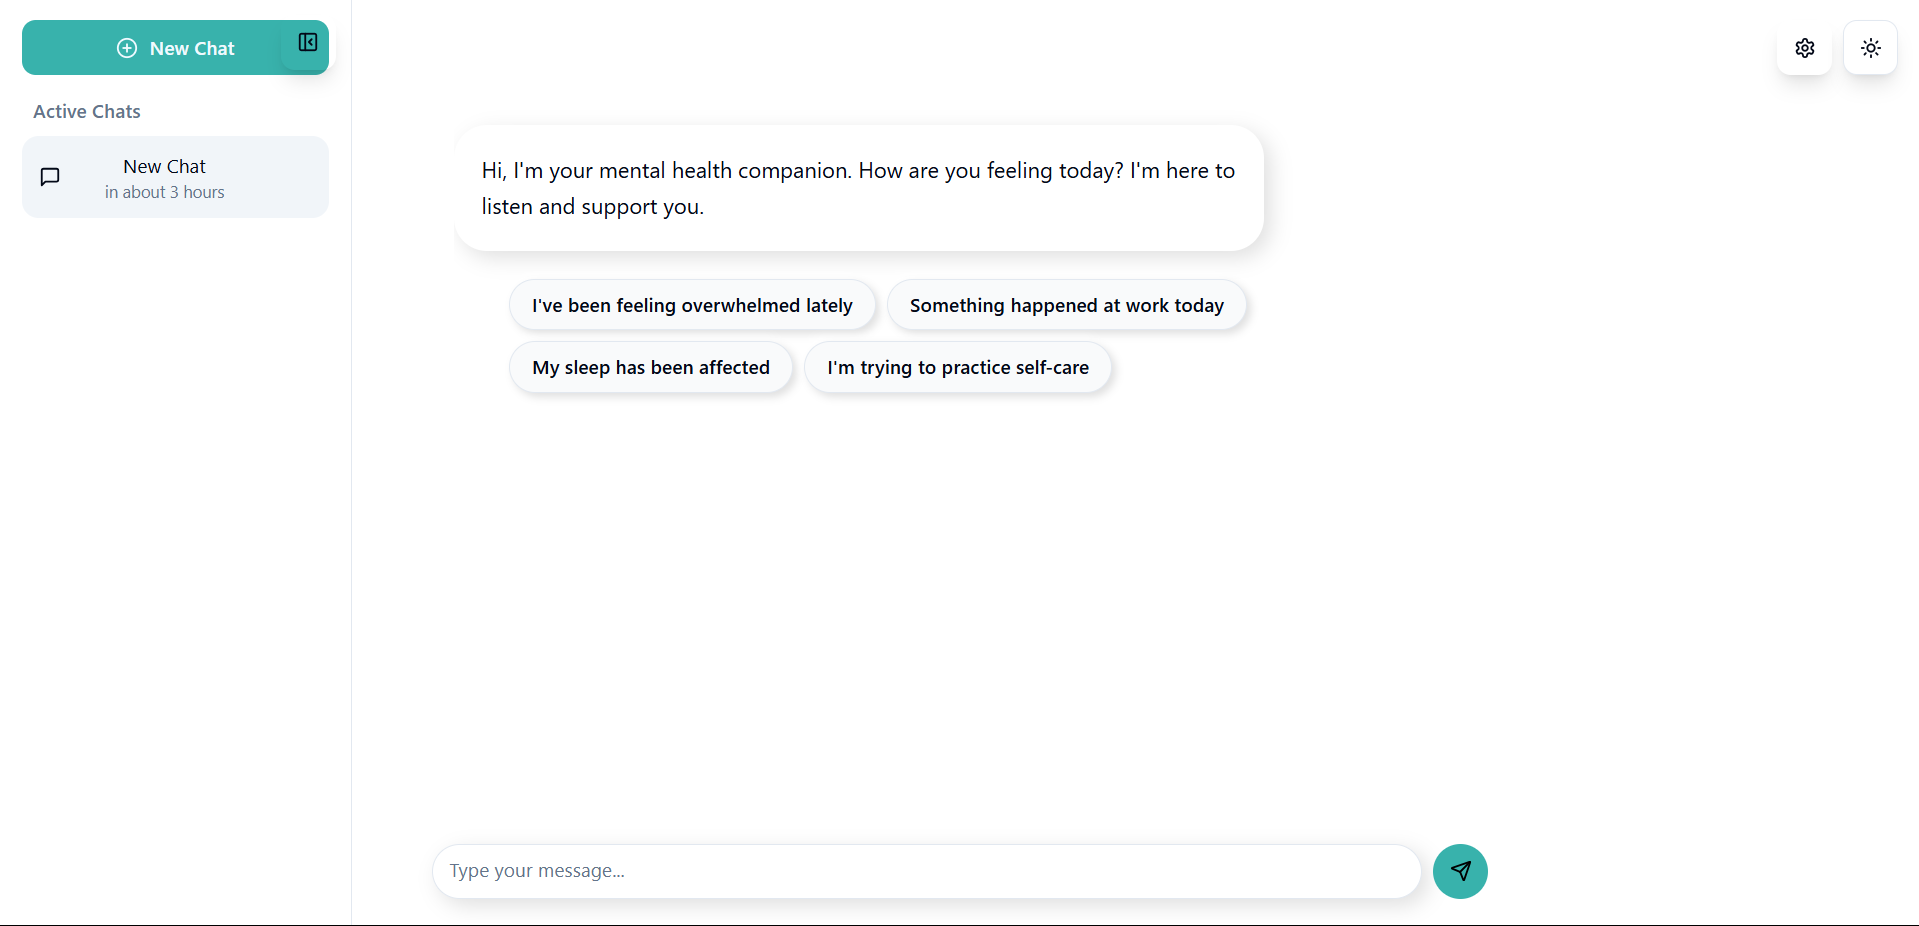 New Chat
Active Chats
New Chat
in about 3 hours
Hi, I'm your mental health companion. How are you feeling today? I'm here to
listen and support you.
I've been feeling overwhelmed lately
Something happened at work today
My sleep has been affected
I'm trying to practice self-care
Type your message...